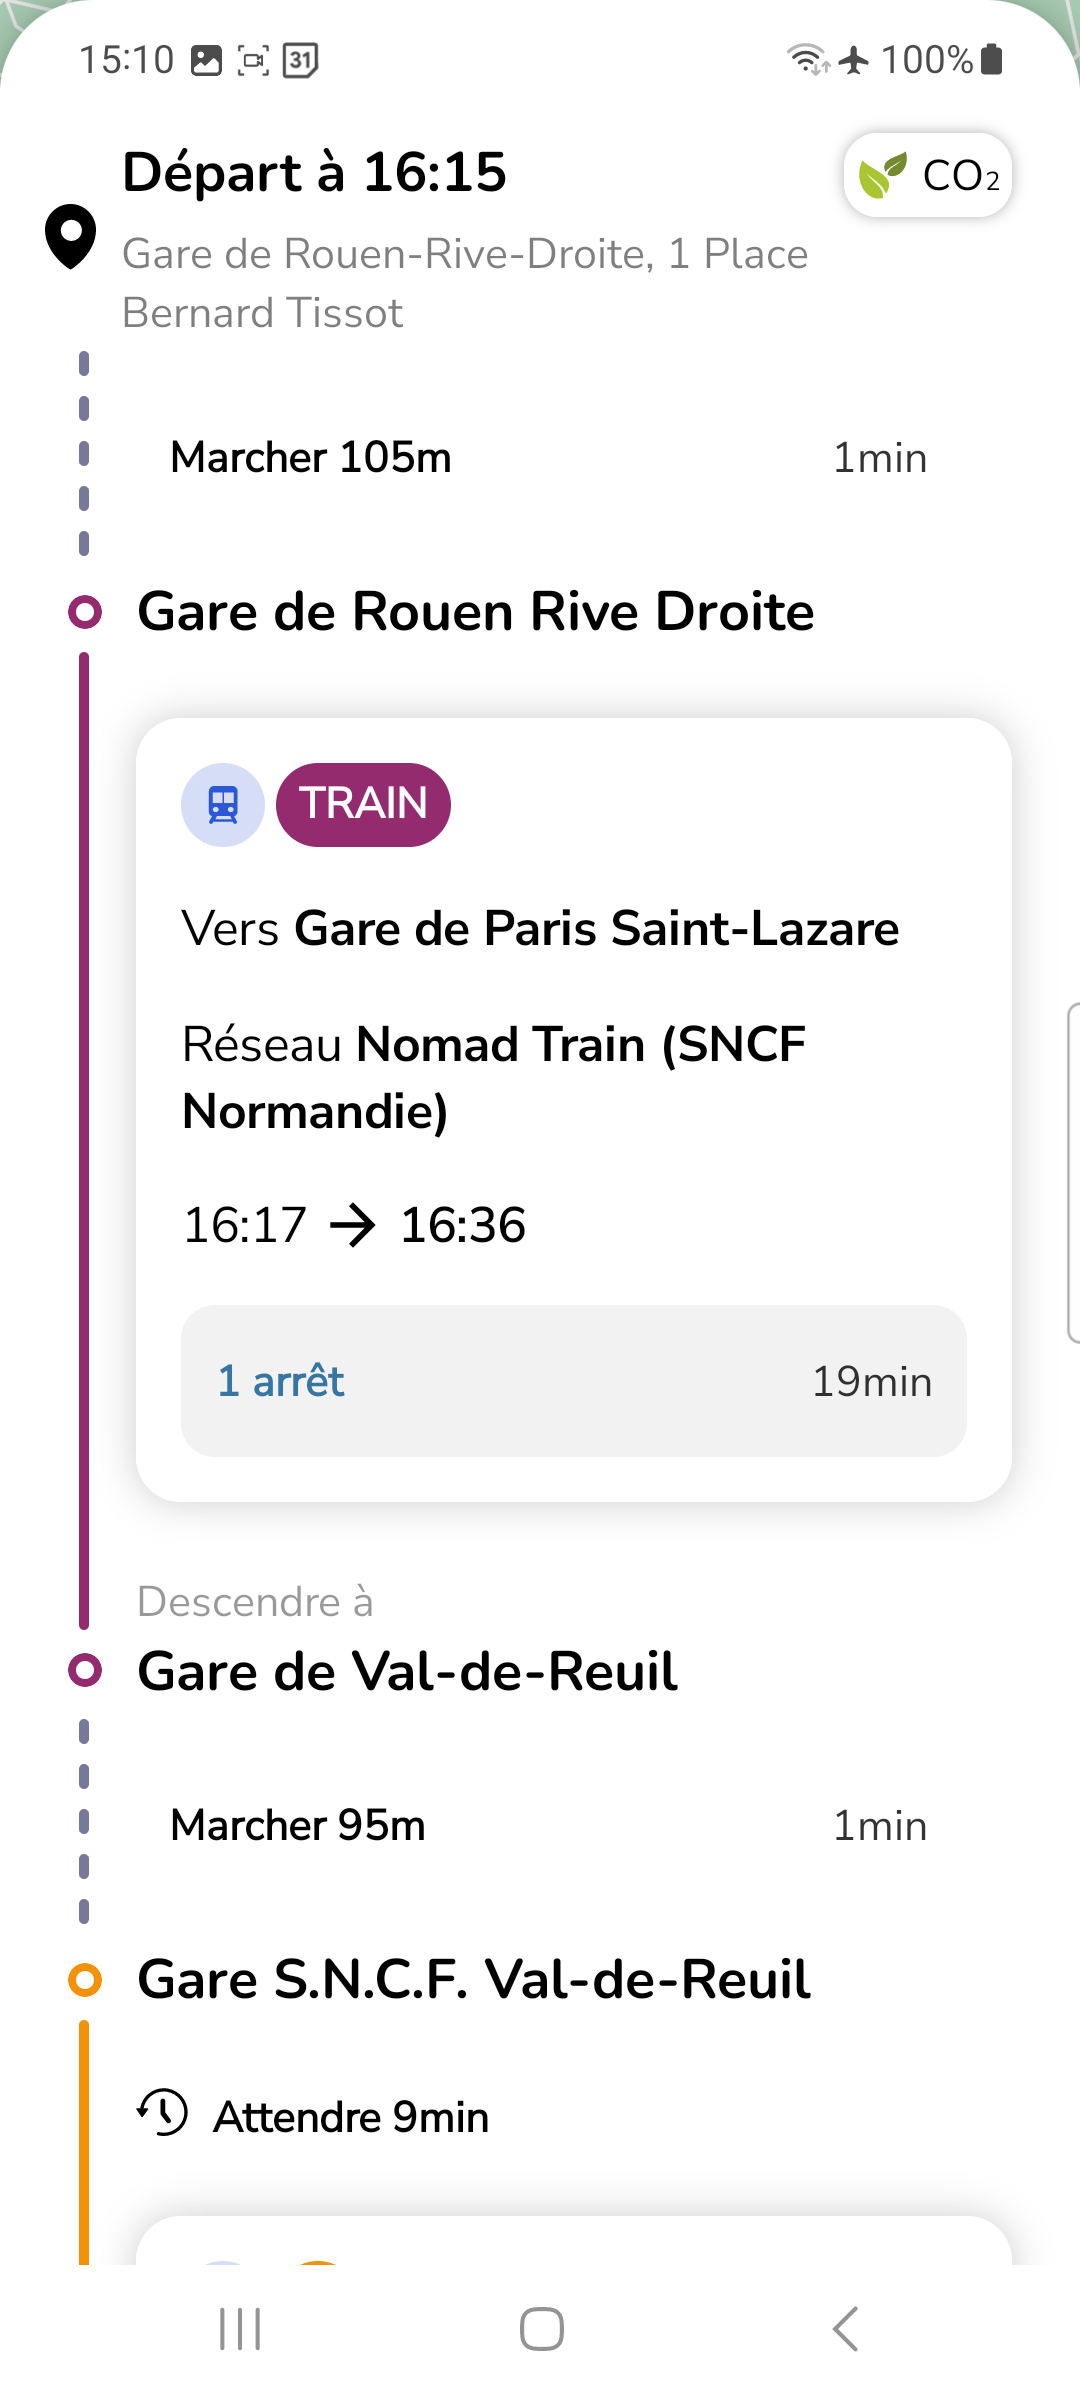 15:10 31 100%
Départ à 16:15
CO2
Gare de Rouen-Rive-Droite, 1 Place
Bernard Tissot
Marcher 105m 1min
Gare de Rouen Rive Droite
TRAIN
Vers Gare de Paris Saint-Lazare
Réseau Nomad Train (SNCF
Normandie)
16:17 → 16:36
1 arrêt 19min
Descendre à
Gare de Val-de-Reuil
Marcher 95m 1min
Gare S.N.C.F. Val-de-Reuil
Attendre 9min